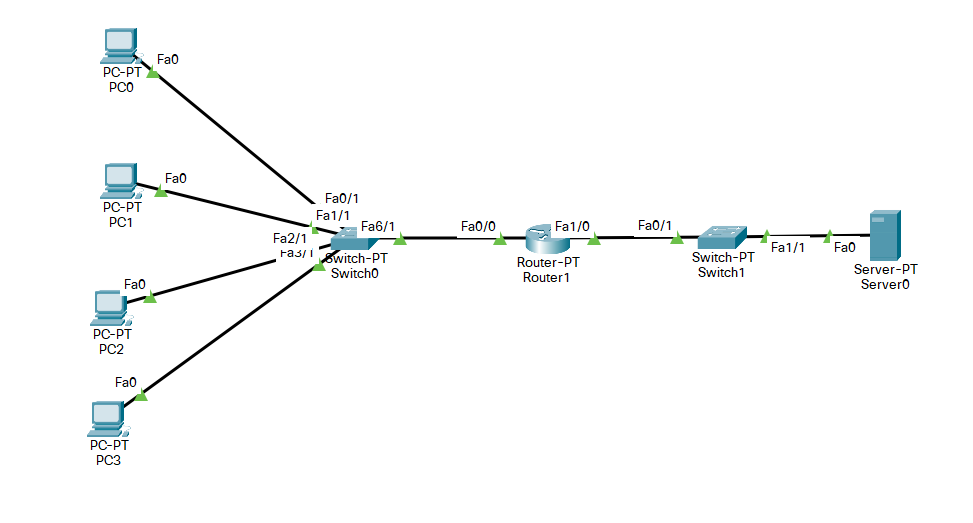 Fa0
PC-PT
PC0
Fa0
PC-PT
PC1
Fa0/1
Fa1/1
Fa6/1
Fa2/1
Fa3/1
Switch-PT
Switch0
Fa0/0
Fa1/0
Router-PT
Router1
Fa0/1
Switch-PT
Switch1
Fa1/1
Fa0
Server-PT
Server0
Fa0
PC-PT
PC2
Fa0
PC-PT
PC3